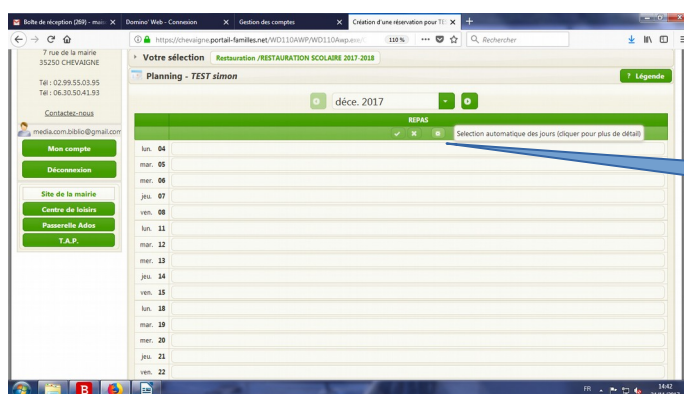 Boîte de réception (269) - mair
Domino' Web - Connexion
Gestion des comptes
Création d'une réservation pour TES
https://chevaigne.portail-familles.net/WD110AWP/WD110Awp.exe/
110 %
Rechercher
7 rue de la mairie
35250 CHEVAIGNE
Tél : 02.99.55.03.95
Tél : 06.30.50.41.93
Contactez-nous
media.com.biblio@gmail.com
Mon compte
Déconnexion
Site de la mairie
Centre de loisirs
Passerelle Ados
T.A.P.
Votre sélection Restauration /RESTAURATION SCOLAIRE 2017-2018
Planning - TEST simon
? Légende
déce. 2017
REPAS
Selection automatique des jours (cliquer pour plus de détail)
lun. 04
mar. 05
mer. 06
jeu. 07
ven. 08
lun. 11
mar. 12
mer. 13
jeu. 14
ven. 15
lun. 18
mar. 19
mer. 20
jeu. 21
ven. 22
FR
14:42